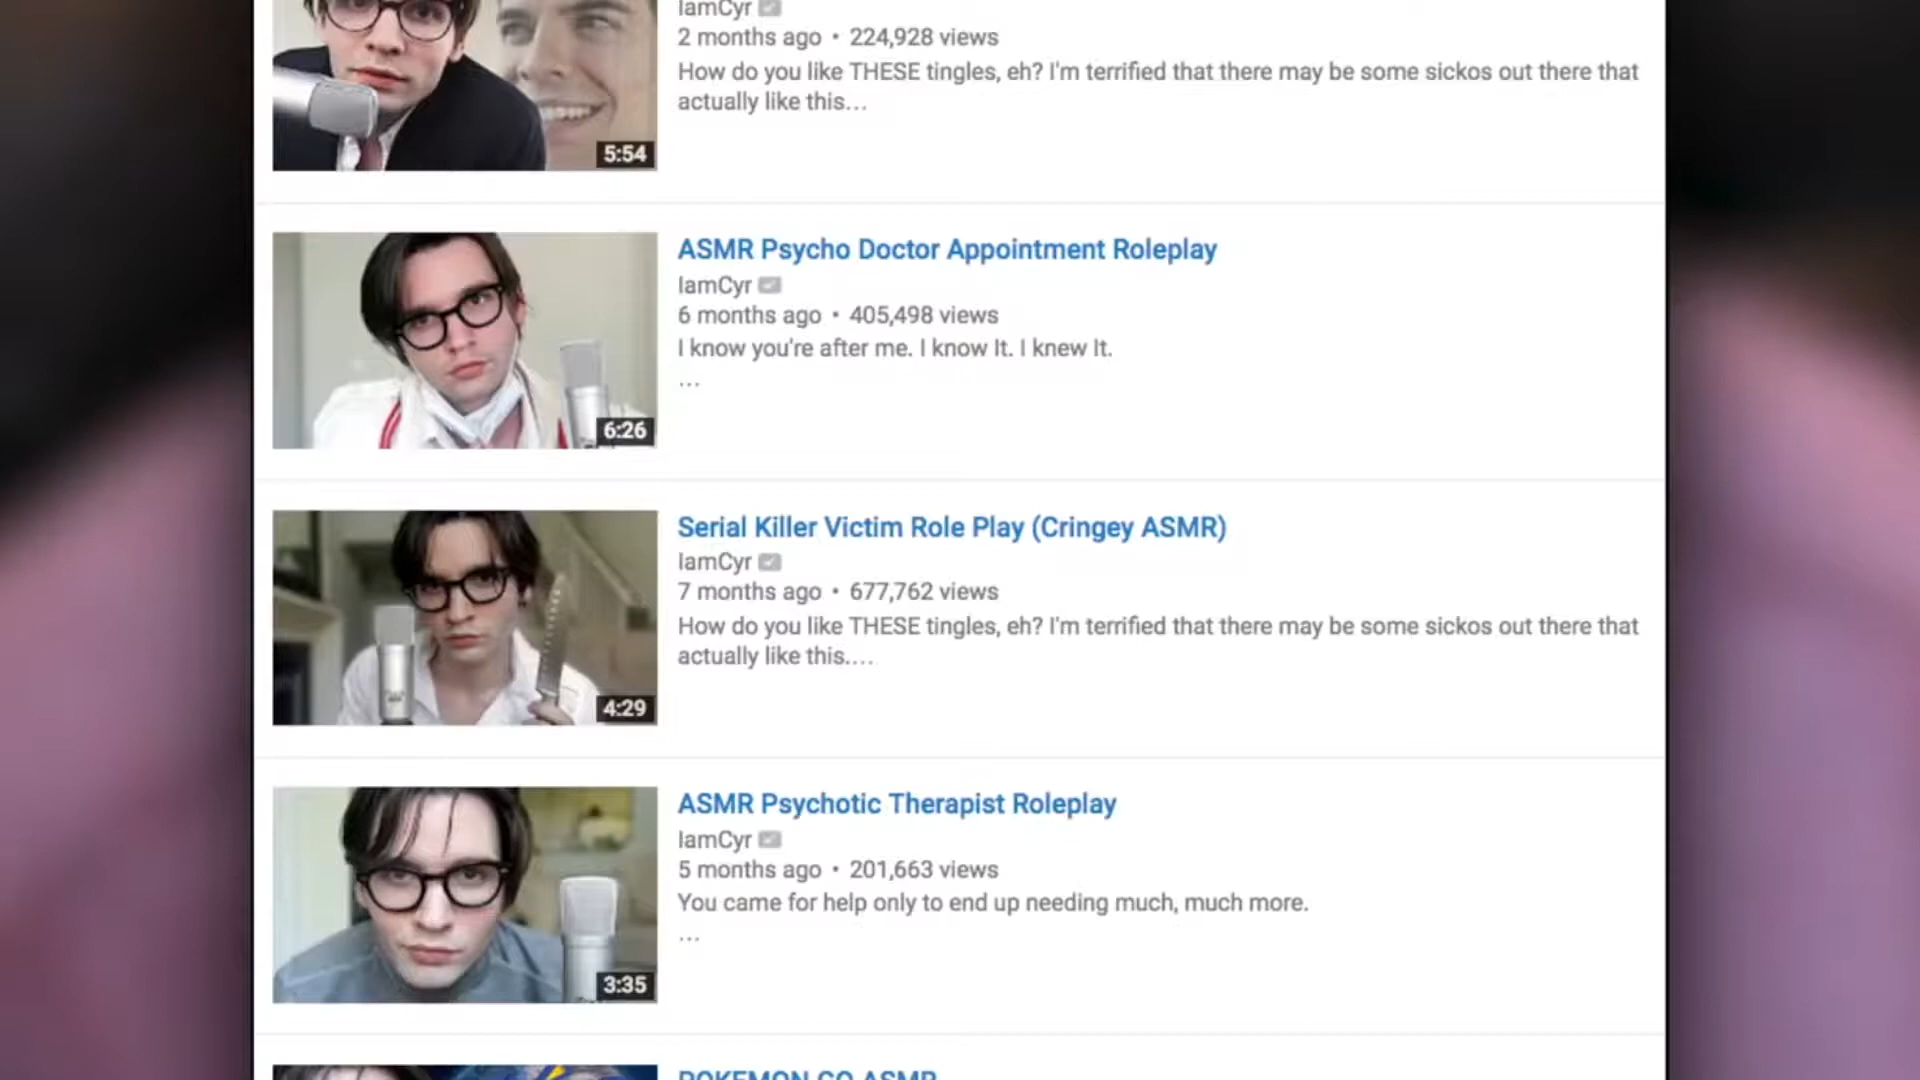 IamCyr
2 months ago • 224,928 views
How do you like THESE tingles, eh? I'm terrified that there may be some sickos out there that
actually like this...
5:54
ASMR Psycho Doctor Appointment Roleplay
IamCyr
6 months ago • 405,498 views
I know you're after me. I know It. I knew It.
...
6:26
Serial Killer Victim Role Play (Cringey ASMR)
IamCyr
7 months ago • 677,762 views
How do you like THESE tingles, eh? I'm terrified that there may be some sickos out there that
actually like this....
4:29
ASMR Psychotic Therapist Roleplay
IamCyr
5 months ago • 201,663 views
You came for help only to end up needing much, much more.
...
3:35
POKEMON GO ASMR